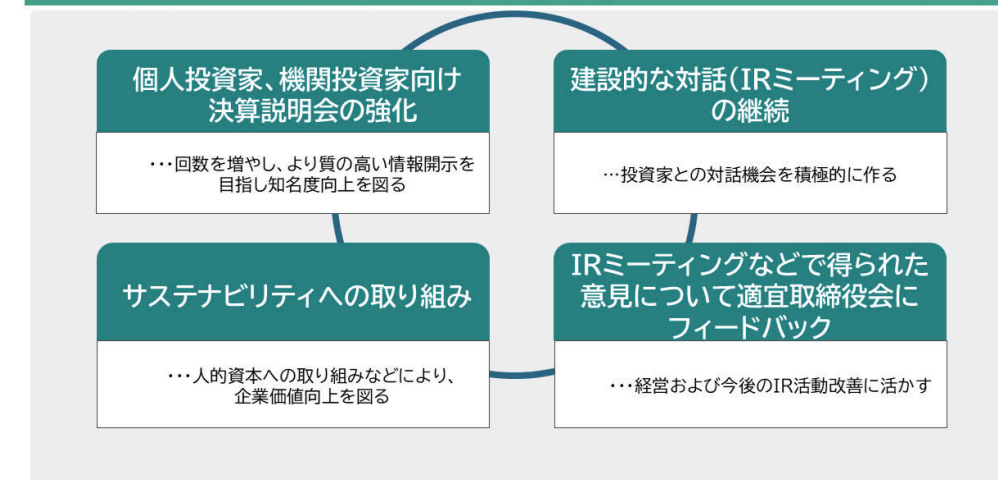 個人投資家、機関投資家向け
決算説明会の強化
・・・回数を増やし、より質の高い情報開示を
目指し知名度向上を図る
建設的な対話(IRミーティング)
の継続
…投資家との対話機会を積極的に作る
サステナビリティへの取り組み
・・・人的資本への取り組みなどにより、
企業価値向上を図る
IRミーティングなどで得られた
意見について適宜取締役会に
フィードバック
・・・経営および今後のIR活動改善に活かす